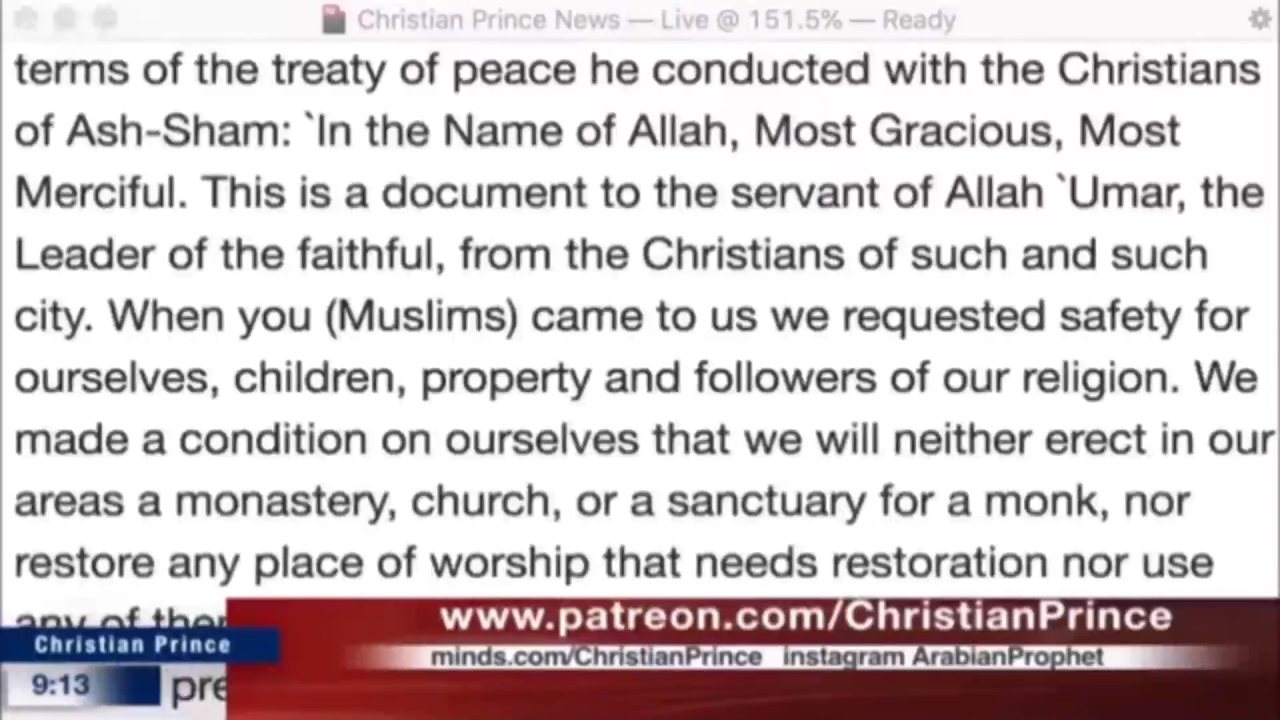 Christian Prince News — Live @ 151.5% — Ready
terms of the treaty of peace he conducted with the Christians
of Ash-Sham: `In the Name of Allah, Most Gracious, Most
Merciful. This is a document to the servant of Allah `Umar, the
Leader of the faithful, from the Christians of such and such
city. When you (Muslims) came to us we requested safety for
ourselves, children, property and followers of our religion. We
made a condition on ourselves that we will neither erect in our
areas a monastery, church, or a sanctuary for a monk, nor
restore any place of worship that needs restoration nor use
any of
www.patreon.com/ChristianPrince
Christian Prince
minds.com/ChristianPrince instagram ArabianProphet
9:13